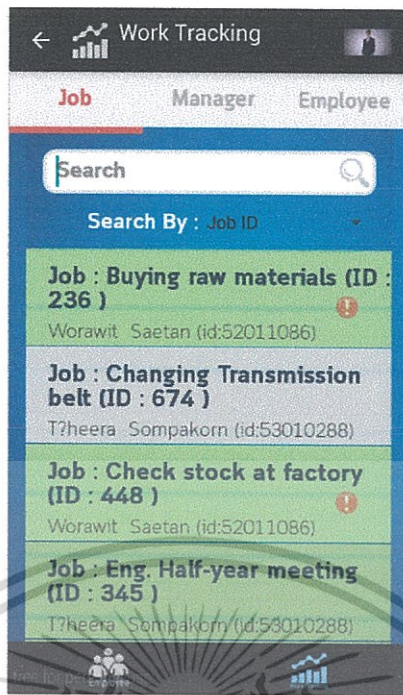 Work Tracking
Job Manager Employee
Search
Search By : Job ID
Job : Buying raw materials (ID :
236 )
Worawit Saetan (id:52011086)
Job : Changing Transmission
belt (ID : 674 )
T?heera Sompakorn (id:53010288)
Job : Check stock at factory
(ID : 448 )
Worawit Saetan (id:52011086)
Job : Eng. Half-year meeting
(ID : 345 )
T?heera Sompakorn (id:53010288)